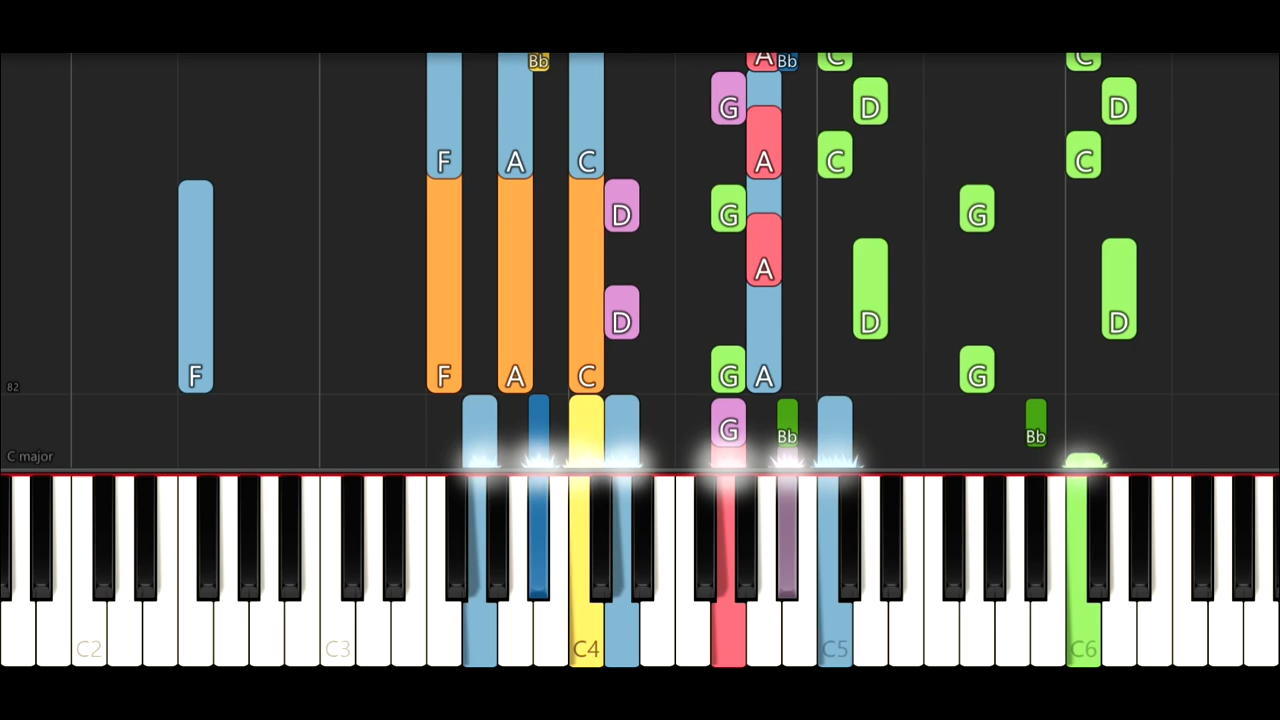 A C C
Bb Bb
G D D
F A C A C C
D G G
A
D D D
F F A C G A G
82
G Bb Bb
C major
C2 C3 C4 C5 C6